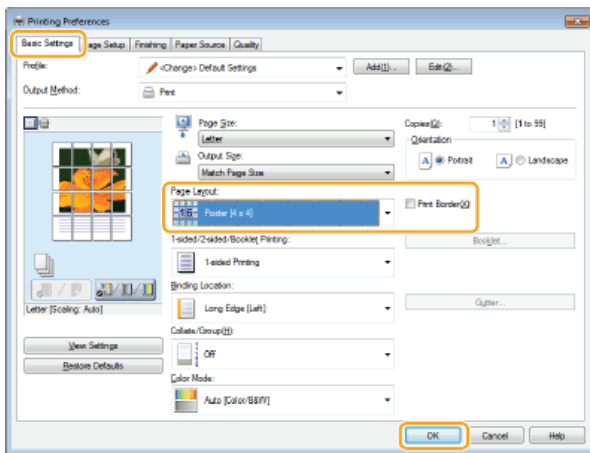 Printing Preferences
Basic Settings Page Setup Finishing Paper Source Quality
Profile: <Change> Default Settings Add(1)... Edit(2)...
Output Method: Print
Page Size: Copies(Q): 1 [1 to 99]
Letter Orientation
Output Size: A Portrait A Landscape
Match Page Size
Page Layout:
16 Poster [4 x 4] Print Border(X)
1-sided/2-sided/Booklet Printing: Booklet...
1-sided Printing
Binding Location: Gutter...
Letter [Scaling: Auto] Long Edge [Left]
Collate/Group(H):
View Settings Off
Restore Defaults
Color Mode:
Auto [Color/B&W]
OK Cancel Help